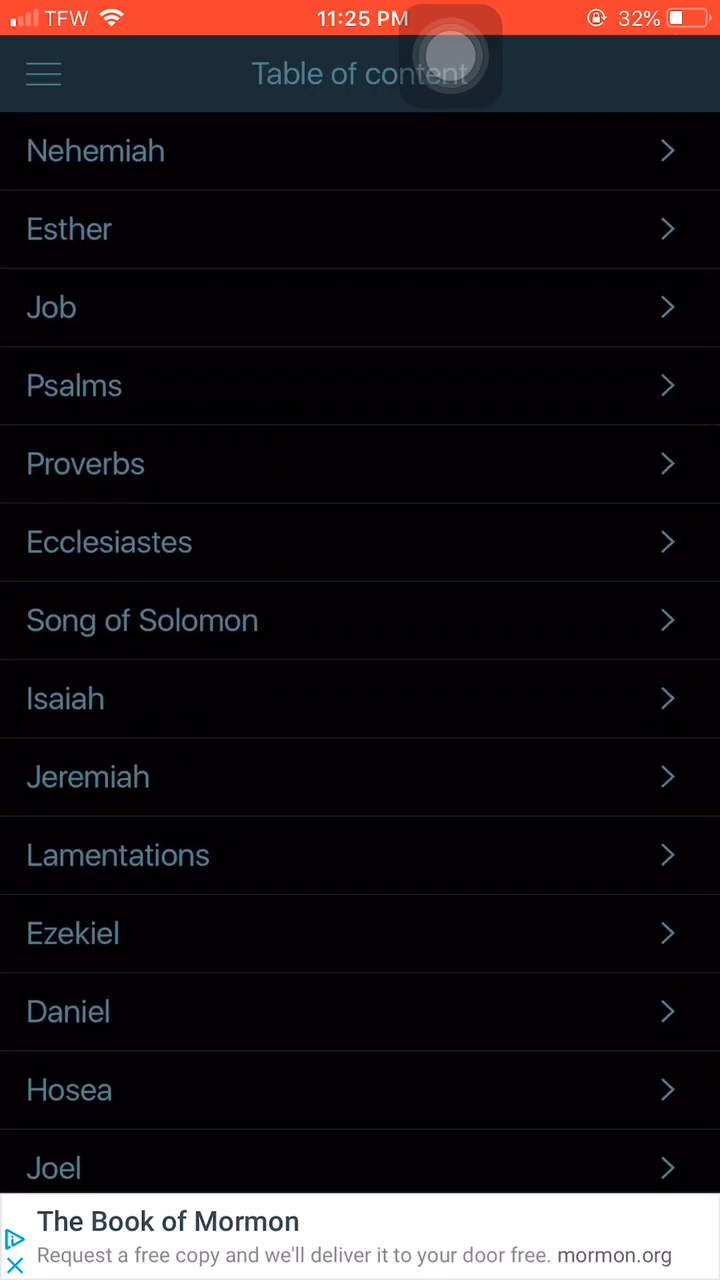 TFW 11:25 PM 32%
Table of content
Nehemiah
Esther
Job
Psalms
Proverbs
Ecclesiastes
Song of Solomon
Isaiah
Jeremiah
Lamentations
Ezekiel
Daniel
Hosea
Joel
The Book of Mormon
Request a free copy and we'll deliver it to your door free. mormon.org